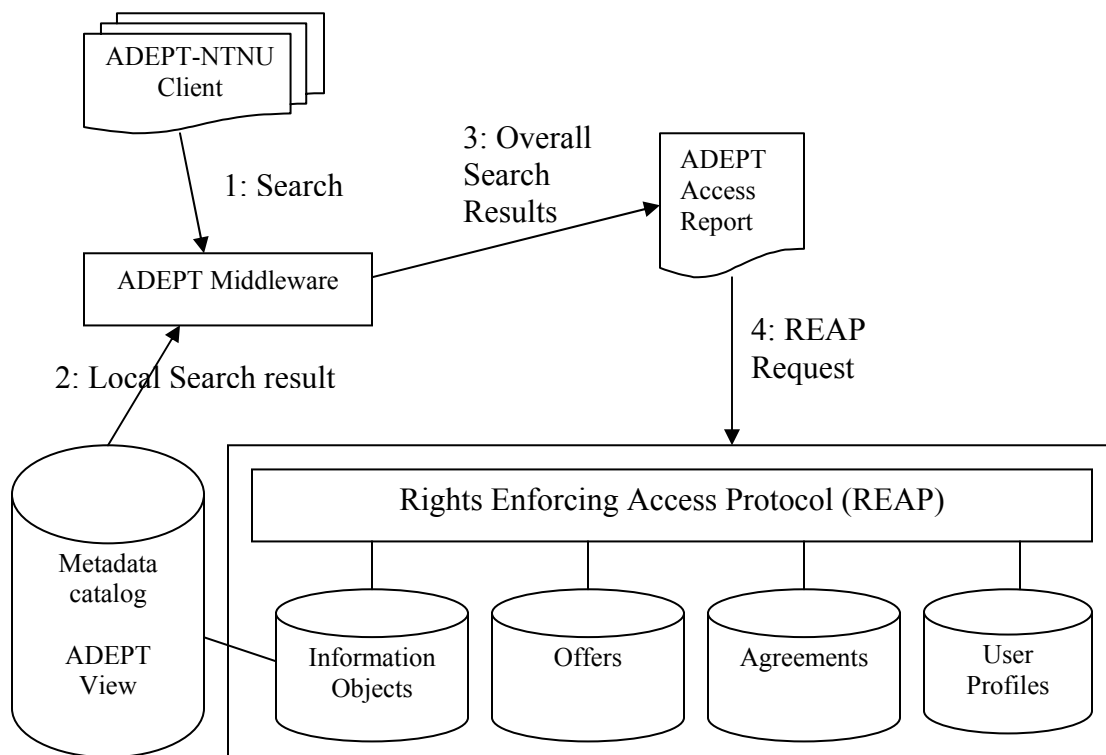 ADEPT-NTNU
Client
1: Search
3: Overall
Search
Results
ADEPT
Access
Report
ADEPT Middleware
4: REAP
Request
2: Local Search result
Rights Enforcing Access Protocol (REAP)
Metadata
catalog
ADEPT
View
Information
Objects
Offers
Agreements
User
Profiles